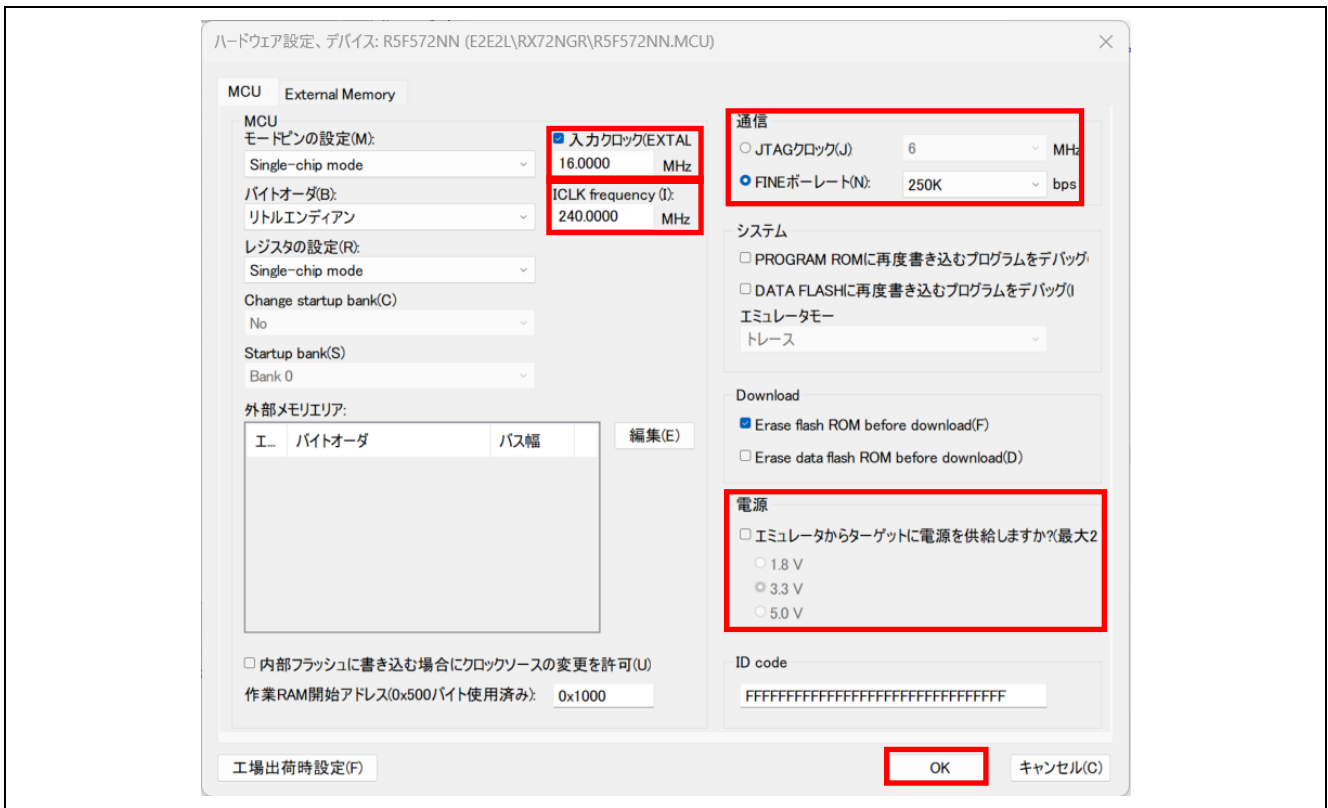 ハードウェア設定、デバイス: R5F572NN (E2E2L\RX72NGR\R5F572NN.MCU)
MCU External Memory
MCU
モードピンの設定(M):
Single-chip mode
バイトオーダ(B):
リトルエンディアン
レジスタの設定(R):
Single-chip mode
Change startup bank(C)
No
Startup bank(S)
Bank 0
外部メモリエリア:
エ... バイトオーダ バス幅
編集(E)
入力クロック(EXTAL
16.0000 MHz
ICLK frequency (I):
240.0000 MHz
内部フラッシュに書き込む場合にクロックソースの変更を許可(U)
作業RAM開始アドレス(0x500バイト使用済み): 0x1000
通信
JTAGクロック(J) 6 MHz
FINEボーレート(N): 250K bps
システム
PROGRAM ROMに再度書き込むプログラムをデバッグ(
DATA FLASHに再度書き込むプログラムをデバッグ(I
エミュレータモー
トレース
Download
Erase flash ROM before download(F)
Erase data flash ROM before download(D)
電源
エミュレータからターゲットに電源を供給しますか?(最大2
1.8 V
3.3 V
5.0 V
ID code
FFFFFFFFFFFFFFFFFFFFFFFFFFFFFFFF
工場出荷時設定(F)
OK
キャンセル(C)